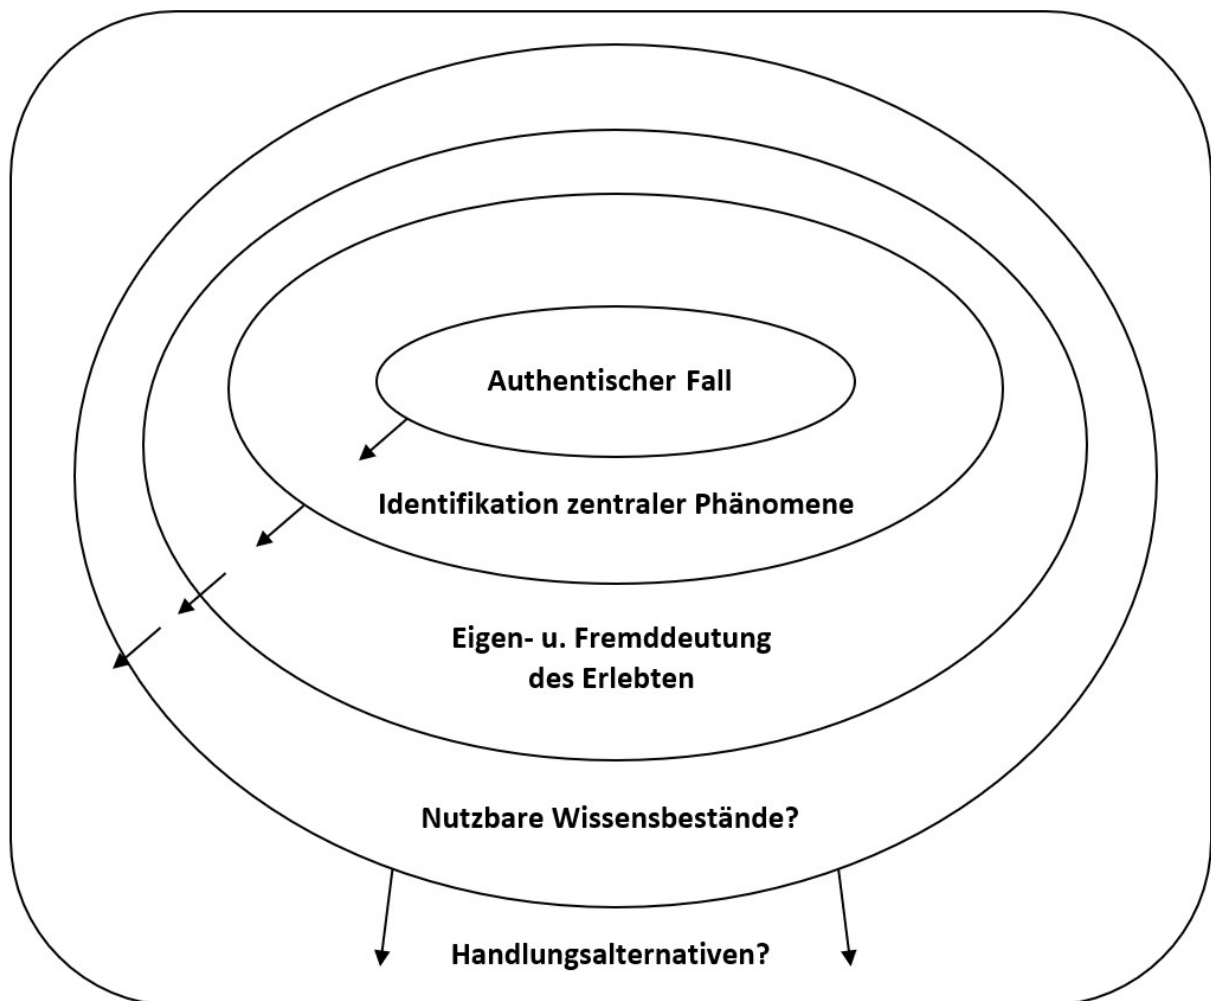 Authentischer Fall
Identifikation zentraler Phänomene
Eigen- u. Fremddeutung
des Erlebten
Nutzbare Wissensbestände?
Handlungsalternativen?